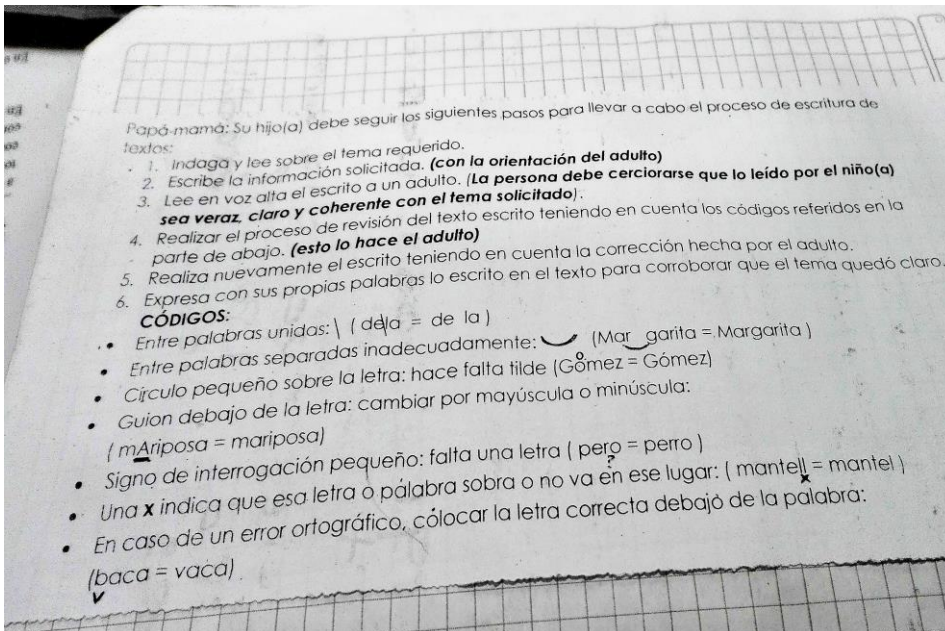 Papá-mamá: Su hijo(a) debe seguir los siguientes pasos para llevar a cabo el proceso de escritura de
textos:
1. Indaga y lee sobre el tema requerido.
2. Escribe la información solicitada. (con la orientación del adulto)
3. Lee en voz alta el escrito a un adulto. (La persona debe cerciorarse que lo leído por el niño(a)
sea veraz, claro y coherente con el tema solicitado).
4. Realizar el proceso de revisión del texto escrito teniendo en cuenta los códigos referidos en la
parte de abajo. (esto lo hace el adulto)
5. Realiza nuevamente el escrito teniendo en cuenta la corrección hecha por el adulto.
6. Expresa con sus propias palabras lo escrito en el texto para corroborar que el tema quedó claro.
CÓDIGOS:
• Entre palabras unidas: \ ( de\la = de la )
• Entre palabras separadas inadecuadamente: ‿ (Mar‿garita = Margarita )
• Círculo pequeño sobre la letra: hace falta tilde (Gomez = Gómez)
• Guion debajo de la letra: cambiar por mayúscula o minúscula:
( mAriposa = mariposa)
• Signo de interrogación pequeño: falta una letra ( pero = perro )
?
• Una x indica que esa letra o palabra sobra o no va en ese lugar: ( mantell = mantel )
x
• En caso de un error ortográfico, colocar la letra correcta debajo de la palabra:
(baca = vaca)
v